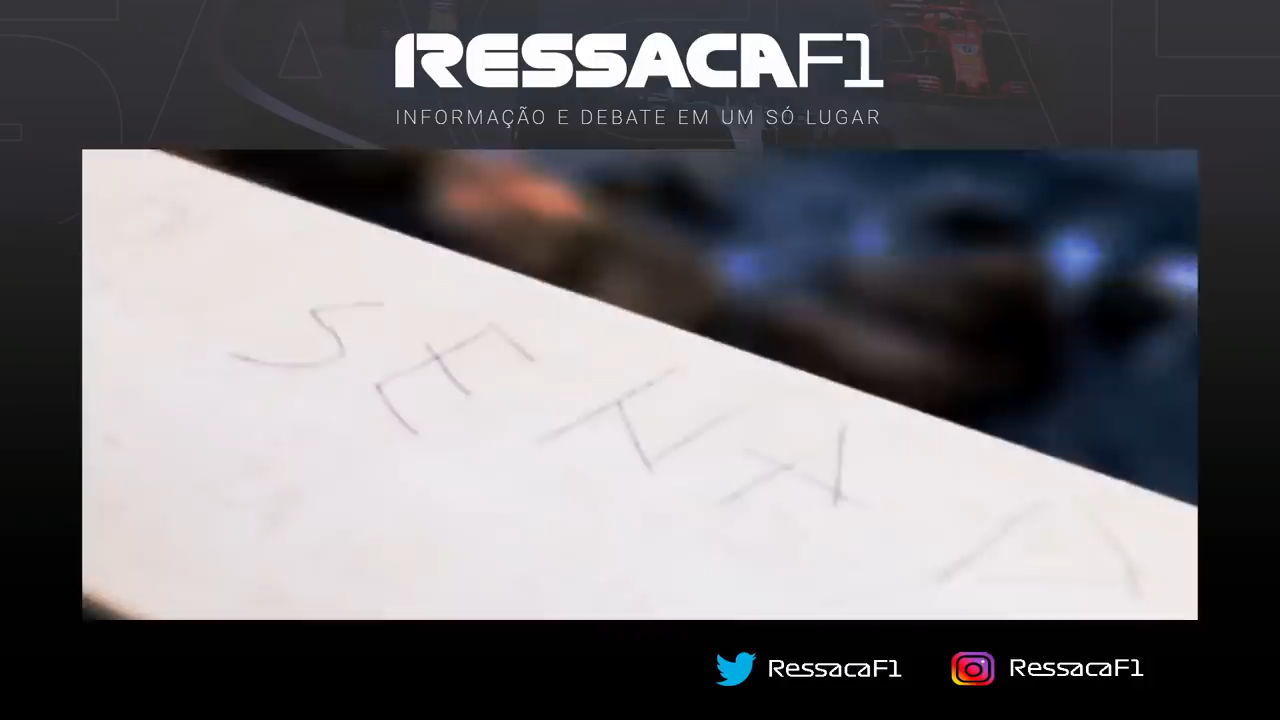 RESSACAF1
INFORMAÇÃO E DEBATE EM UM SÓ LUGAR
SENNA
RessacaF1 RessacaF1